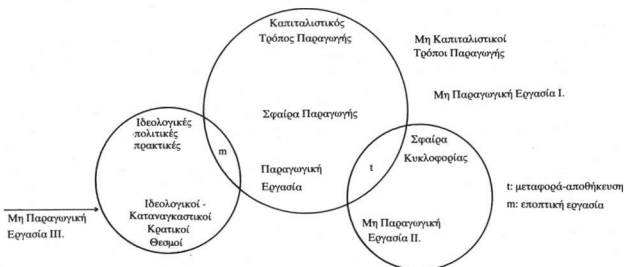 Καπιταλιστικός
Τρόπος Παραγωγής
Μη Καπιταλιστικοί
Τρόποι Παραγωγής
Μη Παραγωγική Εργασία Ι.
Σφαίρα Παραγωγής
Ιδεολογικές
πολιτικές
πρακτικές
m
Παραγωγική
Εργασία
t
Σφαίρα
Κυκλοφορίας
t: μεταφορά-αποθήκευση
m: εποπτική εργασία
Ιδεολογικοί -
Καταναγκαστικοί
Κρατικοί
Θεσμοί
Μη Παραγωγική
Εργασία ΙΙ.
Μη Παραγωγική
Εργασία ΙΙΙ.